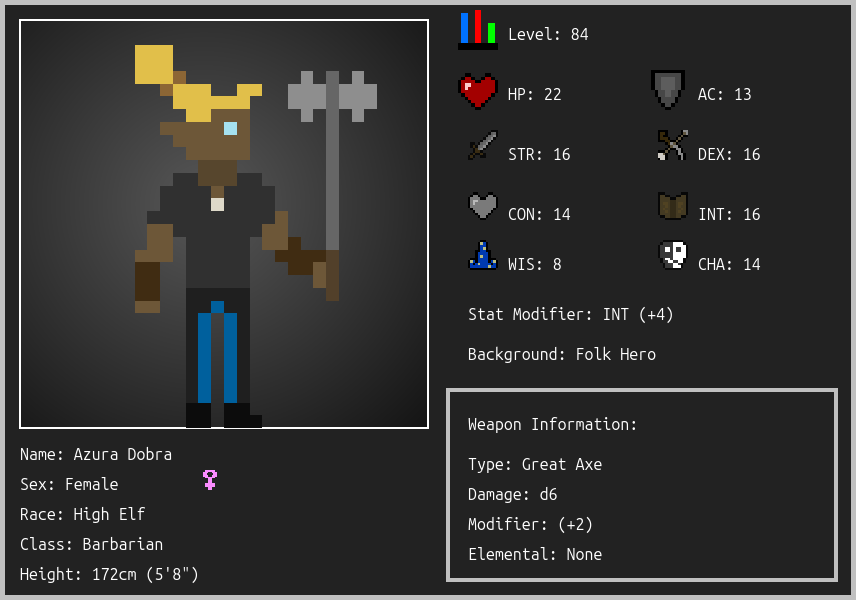 Level: 84
HP: 22
AC: 13
STR: 16
DEX: 16
CON: 14
INT: 16
WIS: 8
CHA: 14
Stat Modifier: INT (+4)
Background: Folk Hero
Weapon Information:
Type: Great Axe
Damage: d6
Modifier: (+2)
Elemental: None
Name: Azura Dobra
Sex: Female
Race: High Elf
Class: Barbarian
Height: 172cm (5'8")